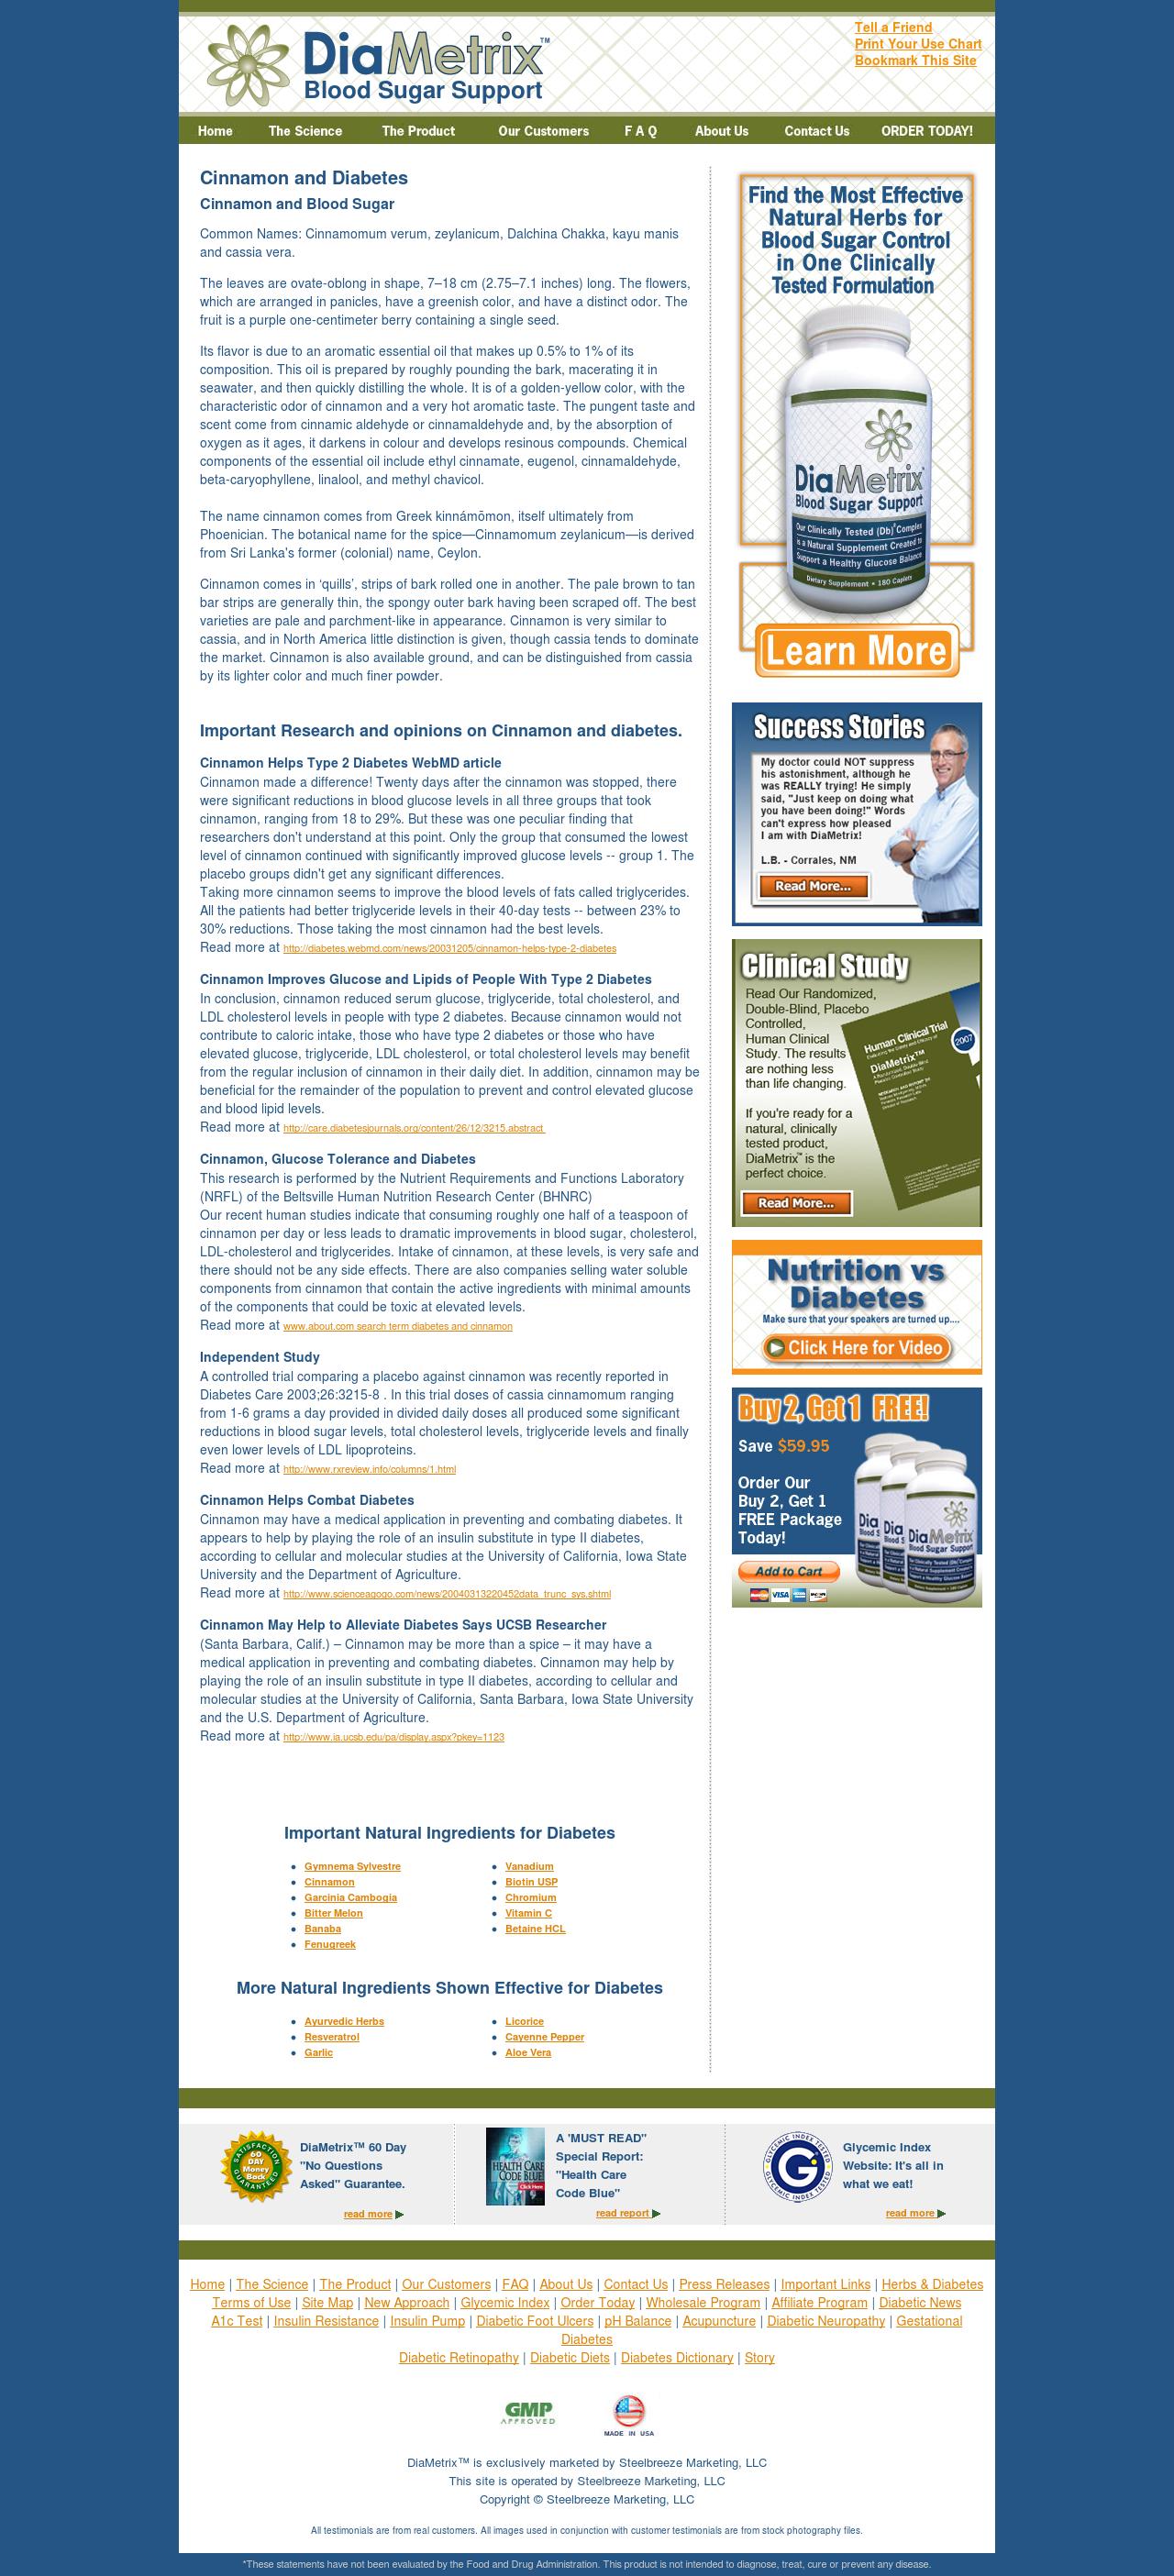 DiaMetrix™
Blood Sugar Support
Tell a Friend
Print Your Use Chart
Bookmark This Site
Home The Science The Product Our Customers F A Q About Us Contact Us ORDER TODAY!
Cinnamon and Diabetes
Cinnamon and Blood Sugar
Common Names: Cinnamomum verum, zeylanicum, Dalchina Chakka, kayu manis
and cassia vera.
The leaves are ovate-oblong in shape, 7–18 cm (2.75–7.1 inches) long. The flowers,
which are arranged in panicles, have a greenish color, and have a distinct odor. The
fruit is a purple one-centimeter berry containing a single seed.
Its flavor is due to an aromatic essential oil that makes up 0.5% to 1% of its
composition. This oil is prepared by roughly pounding the bark, macerating it in
seawater, and then quickly distilling the whole. It is of a golden-yellow color, with the
characteristic odor of cinnamon and a very hot aromatic taste. The pungent taste and
scent come from cinnamic aldehyde or cinnamaldehyde and, by the absorption of
oxygen as it ages, it darkens in colour and develops resinous compounds. Chemical
components of the essential oil include ethyl cinnamate, eugenol, cinnamaldehyde,
beta-caryophyllene, linalool, and methyl chavicol.
The name cinnamon comes from Greek kinnámōmon, itself ultimately from
Phoenician. The botanical name for the spice—Cinnamomum zeylanicum—is derived
from Sri Lanka's former (colonial) name, Ceylon.
Cinnamon comes in ‘quills’, strips of bark rolled one in another. The pale brown to tan
bar strips are generally thin, the spongy outer bark having been scraped off. The best
varieties are pale and parchment-like in appearance. Cinnamon is very similar to
cassia, and in North America little distinction is given, though cassia tends to dominate
the market. Cinnamon is also available ground, and can be distinguished from cassia
by its lighter color and much finer powder.
Important Research and opinions on Cinnamon and diabetes.
Cinnamon Helps Type 2 Diabetes WebMD article
Cinnamon made a difference! Twenty days after the cinnamon was stopped, there
were significant reductions in blood glucose levels in all three groups that took
cinnamon, ranging from 18 to 29%. But these was one peculiar finding that
researchers don't understand at this point. Only the group that consumed the lowest
level of cinnamon continued with significantly improved glucose levels -- group 1. The
placebo groups didn't get any significant differences.
Taking more cinnamon seems to improve the blood levels of fats called triglycerides.
All the patients had better triglyceride levels in their 40-day tests -- between 23% to
30% reductions. Those taking the most cinnamon had the best levels.
Read more at http://diabetes.webmd.com/news/20031205/cinnamon-helps-type-2-diabetes
Cinnamon Improves Glucose and Lipids of People With Type 2 Diabetes
In conclusion, cinnamon reduced serum glucose, triglyceride, total cholesterol, and
LDL cholesterol levels in people with type 2 diabetes. Because cinnamon would not
contribute to caloric intake, those who have type 2 diabetes or those who have
elevated glucose, triglyceride, LDL cholesterol, or total cholesterol levels may benefit
from the regular inclusion of cinnamon in their daily diet. In addition, cinnamon may be
beneficial for the remainder of the population to prevent and control elevated glucose
and blood lipid levels.
Read more at http://care.diabetesjournals.org/content/26/12/3215.abstract
Cinnamon, Glucose Tolerance and Diabetes
This research is performed by the Nutrient Requirements and Functions Laboratory
(NRFL) of the Beltsville Human Nutrition Research Center (BHNRC)
Our recent human studies indicate that consuming roughly one half of a teaspoon of
cinnamon per day or less leads to dramatic improvements in blood sugar, cholesterol,
LDL-cholesterol and triglycerides. Intake of cinnamon, at these levels, is very safe and
there should not be any side effects. There are also companies selling water soluble
components from cinnamon that contain the active ingredients with minimal amounts
of the components that could be toxic at elevated levels.
Read more at www.about.com search term diabetes and cinnamon
Independent Study
A controlled trial comparing a placebo against cinnamon was recently reported in
Diabetes Care 2003;26:3215-8 . In this trial doses of cassia cinnamomum ranging
from 1-6 grams a day provided in divided daily doses all produced some significant
reductions in blood sugar levels, total cholesterol levels, triglyceride levels and finally
even lower levels of LDL lipoproteins.
Read more at http://www.rxreview.info/columns/1.html
Cinnamon Helps Combat Diabetes
Cinnamon may have a medical application in preventing and combating diabetes. It
appears to help by playing the role of an insulin substitute in type II diabetes,
according to cellular and molecular studies at the University of California, Iowa State
University and the Department of Agriculture.
Read more at http://www.scienceagogo.com/news/20040313220452data_trunc_sys.shtml
Cinnamon May Help to Alleviate Diabetes Says UCSB Researcher
(Santa Barbara, Calif.) – Cinnamon may be more than a spice – it may have a
medical application in preventing and combating diabetes. Cinnamon may help by
playing the role of an insulin substitute in type II diabetes, according to cellular and
molecular studies at the University of California, Santa Barbara, Iowa State University
and the U.S. Department of Agriculture.
Read more at http://www.ia.ucsb.edu/pa/display.aspx?pkey=1123
Important Natural Ingredients for Diabetes
Gymnema Sylvestre
Cinnamon
Garcinia Cambogia
Bitter Melon
Banaba
Fenugreek
Vanadium
Biotin USP
Chromium
Vitamin C
Betaine HCL
More Natural Ingredients Shown Effective for Diabetes
Ayurvedic Herbs
Resveratrol
Garlic
Licorice
Cayenne Pepper
Aloe Vera
Find the Most Effective
Natural Herbs for
Blood Sugar Control
in One Clinically
Tested Formulation
DiaMetrix
Blood Sugar Support
Our Clinically Tested (Db)² Complex
is a Natural Supplement Created to
Support a Healthy Glucose Balance
Dietary Supplement • 180 Caplets
Learn More
Success Stories
My doctor could NOT suppress
his astonishment, although he
was REALLY trying! He simply
said, "Just keep on doing what
you have been doing!" Words
can't express how pleased
I am with DiaMetrix!
L.B. - Corrales, NM
Read More...
Clinical Study
Read Our Randomized,
Double-Blind, Placebo
Controlled,
Human Clinical
Study. The results
are nothing less
than life changing.
If you're ready for a
natural, clinically
tested product,
DiaMetrix™ is the
perfect choice.
Human Clinical Trial
2007
DiaMetrix™
Read More...
Nutrition vs
Diabetes
Make sure that your speakers are turned up....
Click Here for Video
Buy 2, Get 1 FREE!
Save $59.95
Order Our
Buy 2, Get 1
FREE Package
Today!
DiaMetrix
Blood Sugar Support
Add to Cart
VISA
SATISFACTION
60
DAY
Money
Back
GUARANTEE
DiaMetrix™ 60 Day
"No Questions
Asked" Guarantee.
read more
HEALTH CARE
CODE BLUE!
Click Here
A 'MUST READ"
Special Report:
"Health Care
Code Blue"
read report
GLYCEMIC INDEX TESTED
G
Glycemic Index
Website: It's all in
what we eat!
read more
Home | The Science | The Product | Our Customers | FAQ | About Us | Contact Us | Press Releases | Important Links | Herbs & Diabetes
Terms of Use | Site Map | New Approach | Glycemic Index | Order Today | Wholesale Program | Affiliate Program | Diabetic News
A1c Test | Insulin Resistance | Insulin Pump | Diabetic Foot Ulcers | pH Balance | Acupuncture | Diabetic Neuropathy | Gestational
Diabetes
Diabetic Retinopathy | Diabetic Diets | Diabetes Dictionary | Story
GMP
APPROVED
MADE IN USA
DiaMetrix™ is exclusively marketed by Steelbreeze Marketing, LLC
This site is operated by Steelbreeze Marketing, LLC
Copyright © Steelbreeze Marketing, LLC
All testimonials are from real customers. All images used in conjunction with customer testimonials are from stock photography files.
*These statements have not been evaluated by the Food and Drug Administration. This product is not intended to diagnose, treat, cure or prevent any disease.